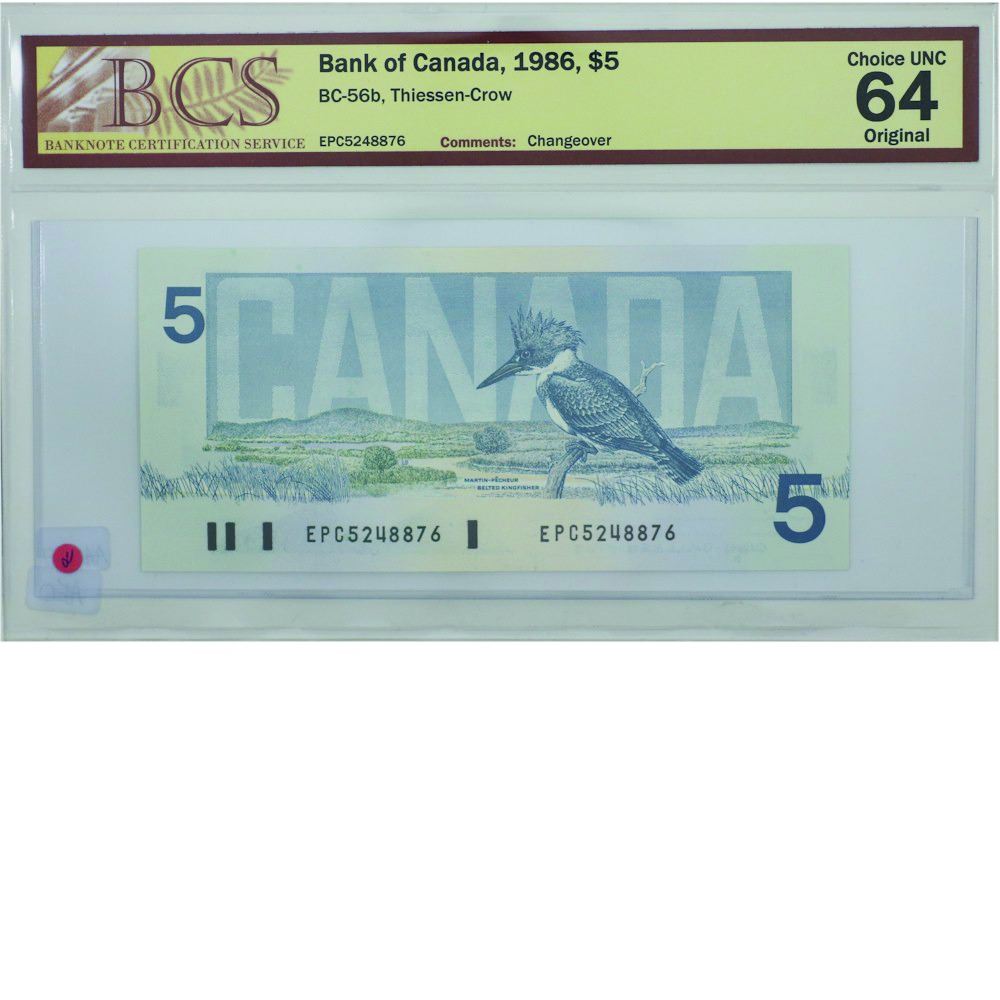 BCS
BANKNOTE CERTIFICATION SERVICE
Bank of Canada, 1986, $5
BC-56b, Thiessen-Crow
EPC5248876 Comments: Changeover
Choice UNC
64
Original
5
CANADA
MARTIN-PÊCHEUR
BELTED KINGFISHER
5
EPC5248876 EPC5248876